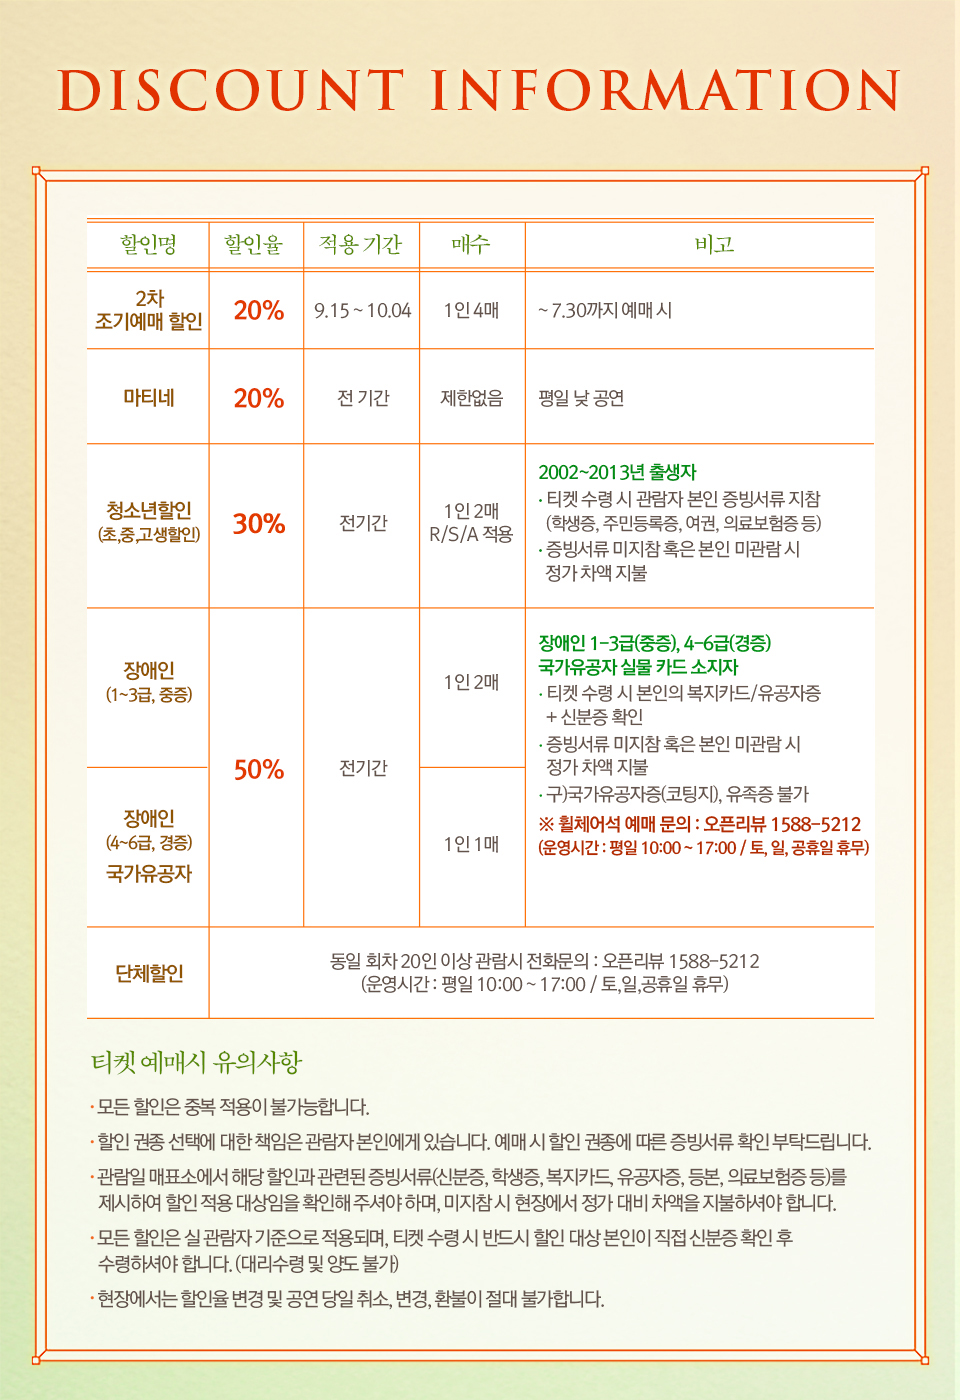 DISCOUNT INFORMATION
할인명 할인율 적용 기간 매수 비고
2차
조기예매 할인 20% 9.15 ~ 10.04 1인 4매 ~ 7.30까지 예매 시
마티네 20% 전 기간 제한없음 평일 낮 공연
청소년할인
(초,중,고생할인)
30%
전기간
1인 2매
R/S/A 적용
2002~2013년 출생자
· 티켓 수령 시 관람자 본인 증빙서류 지참
(학생증, 주민등록증, 여권, 의료보험증 등)
· 증빙서류 미지참 혹은 본인 미관람 시
정가 차액 지불
장애인
(1~3급, 중증)
1인 2매
장애인
(4~6급, 경증)
국가유공자
50%
전기간
1인 1매
장애인 1-3급(중증), 4-6급(경증)
국가유공자 실물 카드 소지자
· 티켓 수령 시 본인의 복지카드/유공자증
+ 신분증 확인
· 증빙서류 미지참 혹은 본인 미관람 시
정가 차액 지불
· 구)국가유공자증(코팅지), 유족증 불가
※ 휠체어석 예매 문의 : 오픈리뷰 1588-5212
(운영시간 : 평일 10:00 ~ 17:00 / 토, 일, 공휴일 휴무)
단체할인
동일 회차 20인 이상 관람시 전화문의 : 오픈리뷰 1588-5212
(운영시간 : 평일 10:00 ~ 17:00 / 토,일,공휴일 휴무)
티켓 예매시 유의사항
· 모든 할인은 중복 적용이 불가능합니다.
· 할인 권종 선택에 대한 책임은 관람자 본인에게 있습니다. 예매 시 할인 권종에 따른 증빙서류 확인 부탁드립니다.
· 관람일 매표소에서 해당 할인과 관련된 증빙서류(신분증, 학생증, 복지카드, 유공자증, 등본, 의료보험증 등)를
제시하여 할인 적용 대상임을 확인해 주셔야 하며, 미지참 시 현장에서 정가 대비 차액을 지불하셔야 합니다.
· 모든 할인은 실 관람자 기준으로 적용되며, 티켓 수령 시 반드시 할인 대상 본인이 직접 신분증 확인 후
수령하셔야 합니다. (대리수령 및 양도 불가)
· 현장에서는 할인율 변경 및 공연 당일 취소, 변경, 환불이 절대 불가합니다.